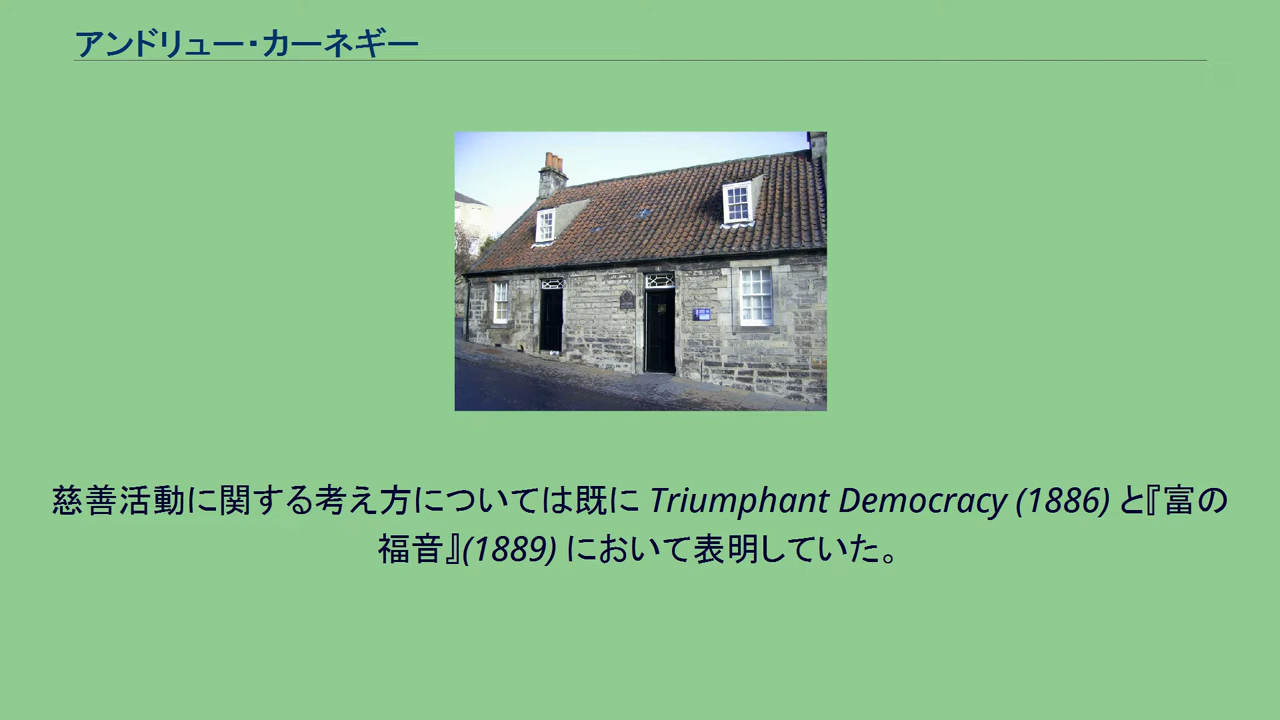 アンドリュー・カーネギー
慈善活動に関する考え方については既に Triumphant Democracy (1886) と『富の
福音』(1889) において表明していた。